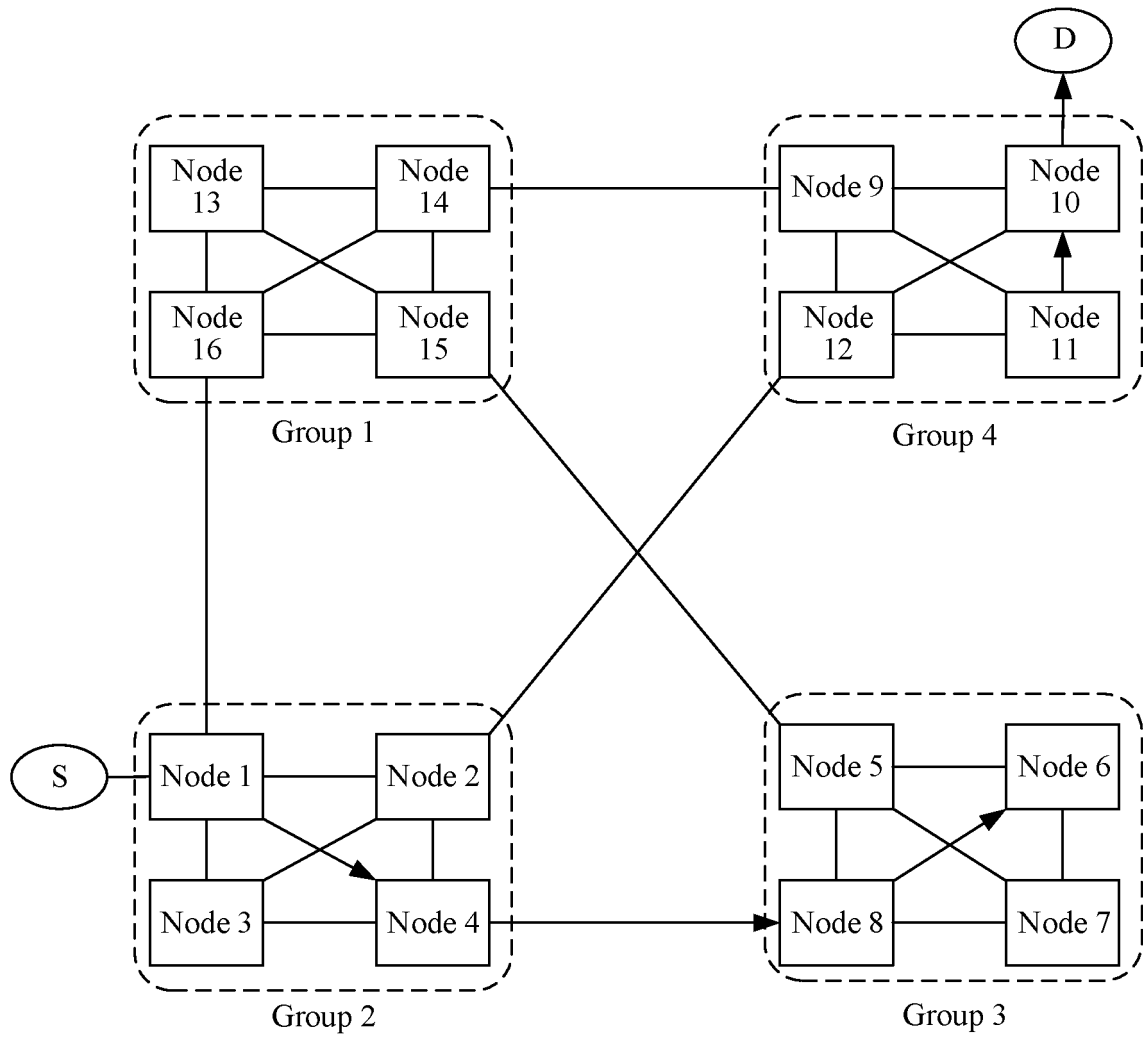 D
Node
13
Node
14
Node 9
Node
10
Node
16
Node
15
Node
12
Node
11
Group 1
Group 4
S
Node 1
Node 2
Node 5
Node 6
Node 3
Node 4
Node 8
Node 7
Group 2
Group 3